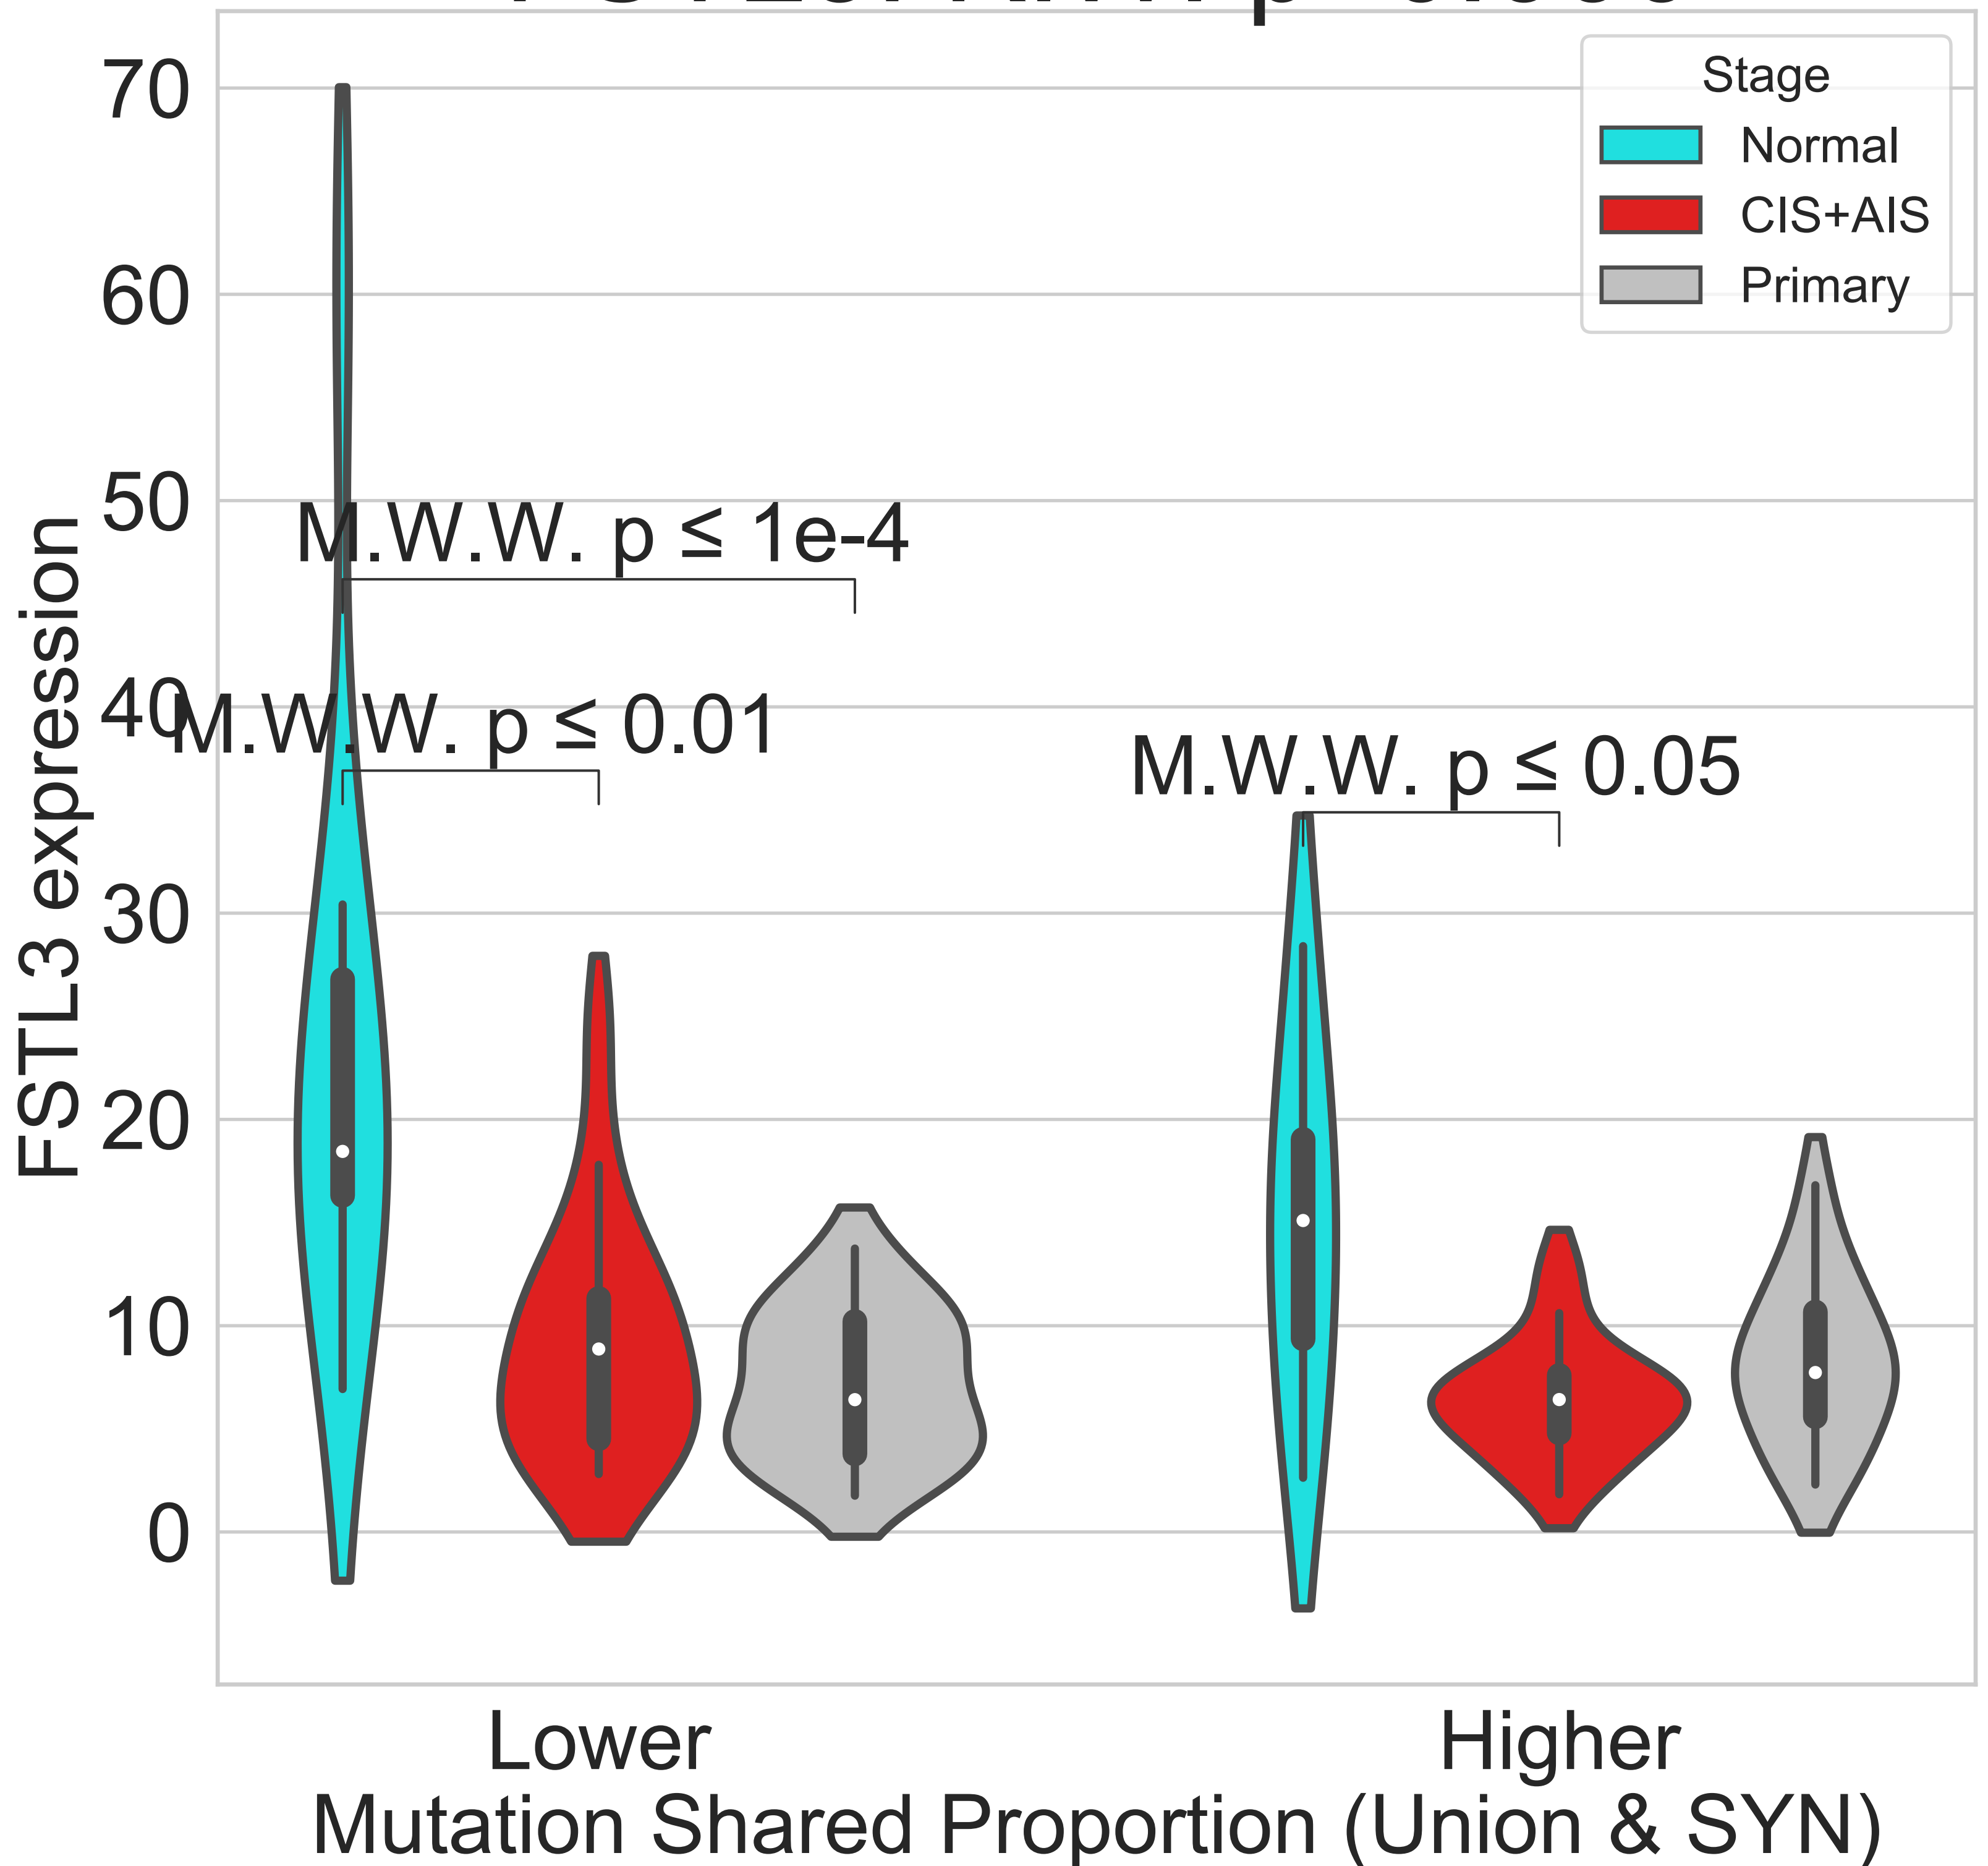 70
60
50
40
30
20
10
0
FSTL3 expression
Stage
Normal
CIS+AIS
Primary
M.W.W. p ≤ 1e-4
M.W.W. p ≤ 0.01
M.W.W. p ≤ 0.05
Lower
Higher
Mutation Shared Proportion (Union & SYN)